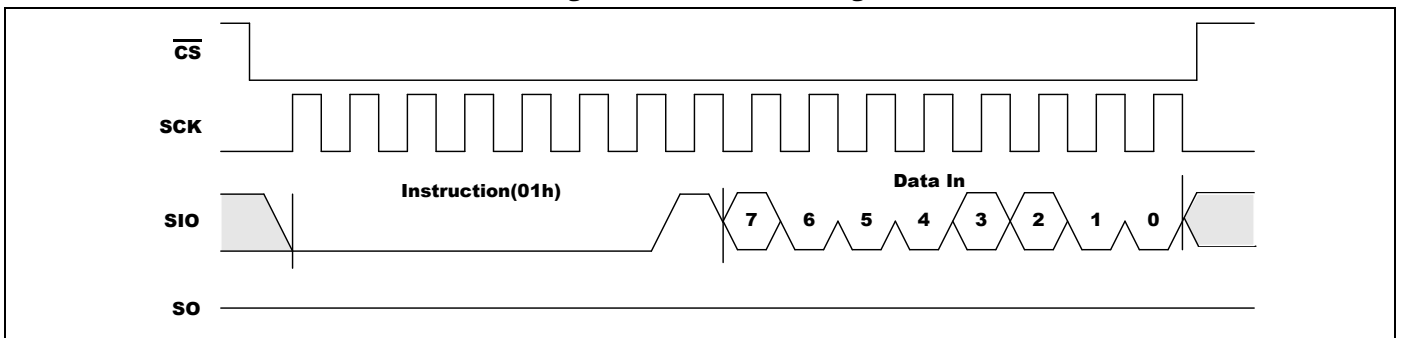 CS
SCK
Instruction(01h)
Data In
SIO
7 6 5 4 3 2 1 0
SO